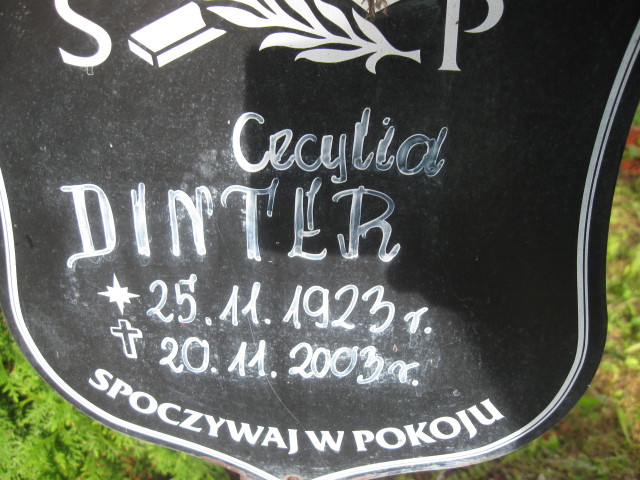 S P
Cecylia
DINTER
25.11.1923 r.
20.11.2003 r.
SPOCZYWAJ W POKOJU